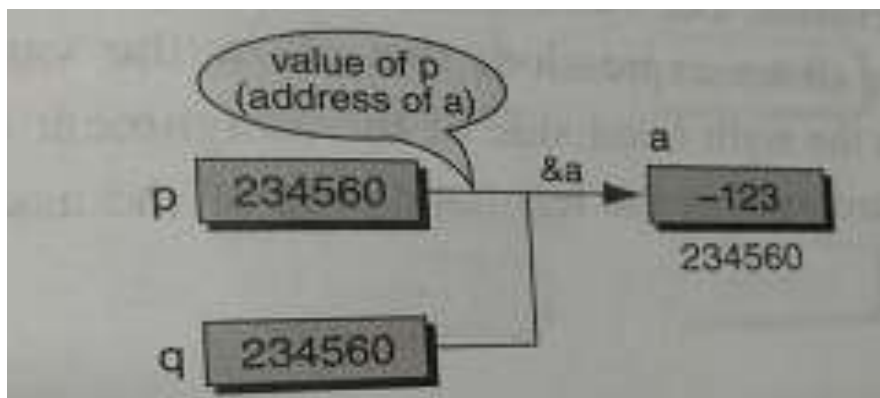 value of p
(address of a)
p 234560
&a
a
–123
234560
q 234560